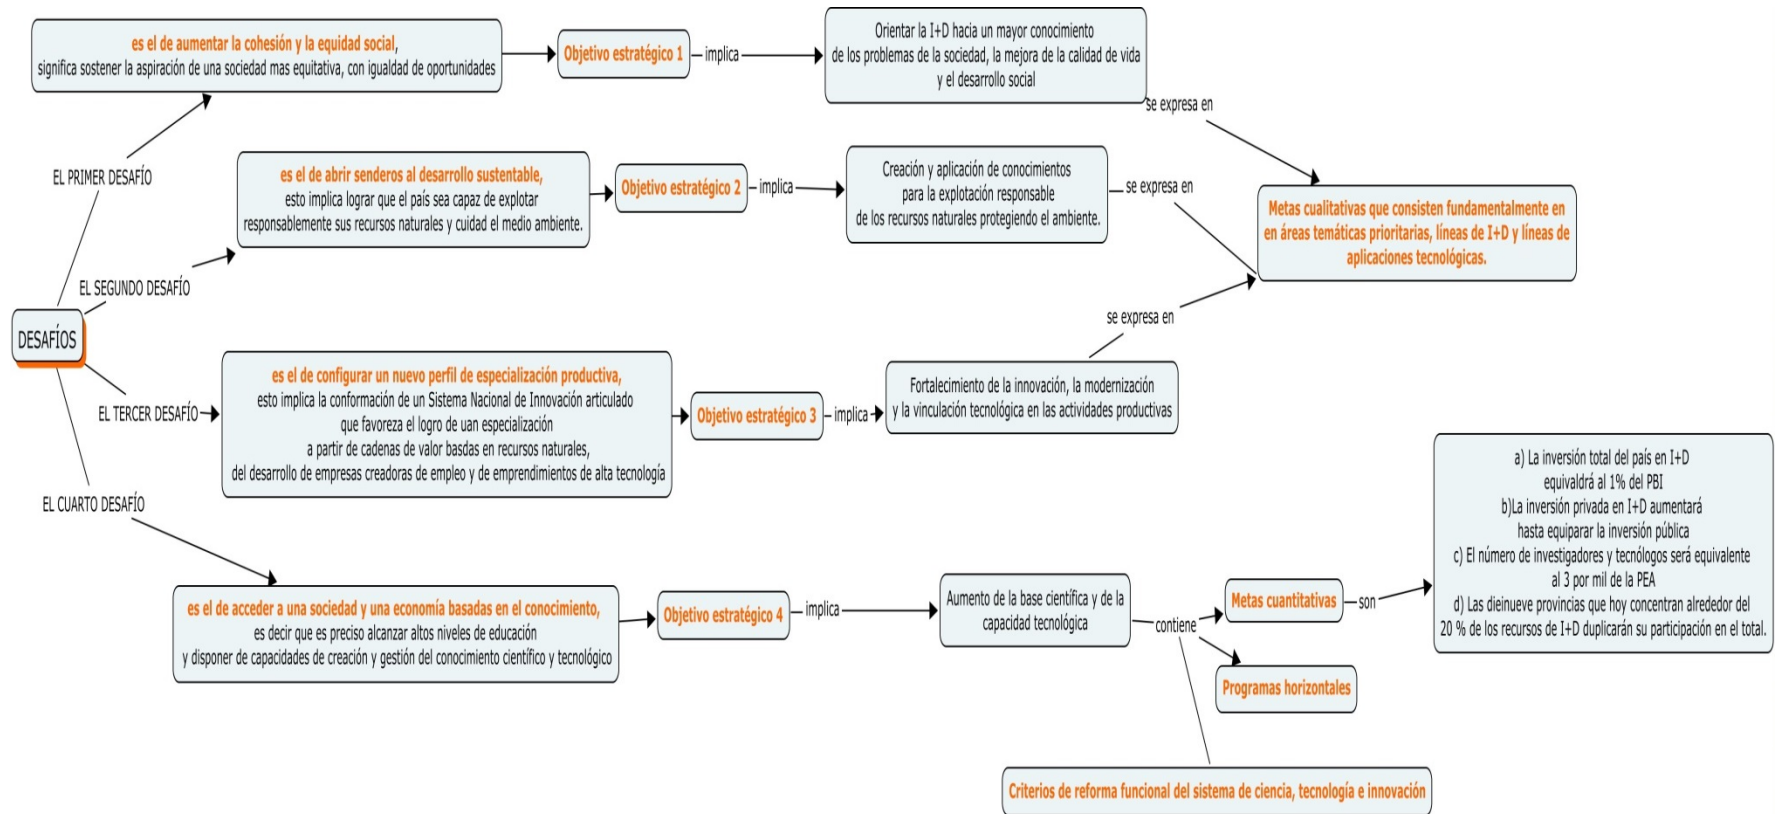 es el de aumentar la cohesión y la equidad social,
significa sostener la aspiración de una sociedad mas equitativa, con igualdad de oportunidades
Objetivo estratégico 1
implica
Orientar la I+D hacia un mayor conocimiento
de los problemas de la sociedad, la mejora de la calidad de vida
y el desarrollo social
se expresa en
EL PRIMER DESAFÍO
es el de abrir senderos al desarrollo sustentable,
esto implica lograr que el país sea capaz de explotar
responsablemente sus recursos naturales y cuidad el medio ambiente.
Objetivo estratégico 2
implica
Creación y aplicación de conocimientos
para la explotación responsable
de los recursos naturales protegiendo el ambiente.
se expresa en
Metas cualitativas que consisten fundamentalmente en
en áreas temáticas prioritarias, líneas de I+D y líneas de
aplicaciones tecnológicas.
EL SEGUNDO DESAFÍO
DESAFÍOS
se expresa en
es el de configurar un nuevo perfil de especialización productiva,
esto implica la conformación de un Sistema Nacional de Innovación articulado
que favoreza el logro de uan especialización
a partir de cadenas de valor basdas en recursos naturales,
del desarrollo de empresas creadoras de empleo y de emprendimientos de alta tecnología
EL TERCER DESAFÍO
Objetivo estratégico 3
implica
Fortalecimiento de la innovación, la modernización
y la vinculación tecnológica en las actividades productivas
EL CUARTO DESAFÍO
es el de acceder a una sociedad y una economía basadas en el conocimiento,
es decir que es preciso alcanzar altos niveles de educación
y disponer de capacidades de creación y gestión del conocimiento científico y tecnológico
Objetivo estratégico 4
implica
Aumento de la base científica y de la
capacidad tecnológica
contiene
Metas cuantitativas
son
a) La inversión total del país en I+D
equivaldrá al 1% del PBI
b)La inversión privada en I+D aumentará
hasta equiparar la inversión pública
c) El número de investigadores y tecnólogos será equivalente
al 3 por mil de la PEA
d) Las dieinueve provincias que hoy concentran alrededor del
20 % de los recursos de I+D duplicarán su participación en el total.
Programas horizontales
Criterios de reforma funcional del sistema de ciencia, tecnología e innovación